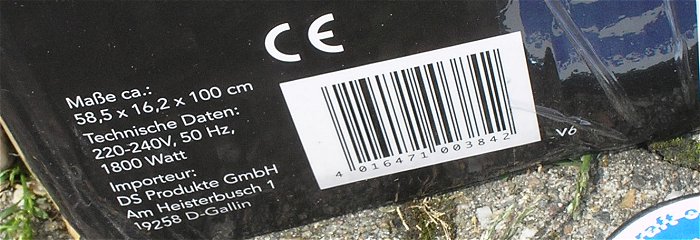 CE
Maße ca.:
58,5 x 16,2 x 100 cm
Technische Daten:
220-240V, 50 Hz,
1800 Watt
Importeur:
DS Produkte GmbH
Am Heisterbusch 1
19258 D-Gallin
4 016471 003842
v6